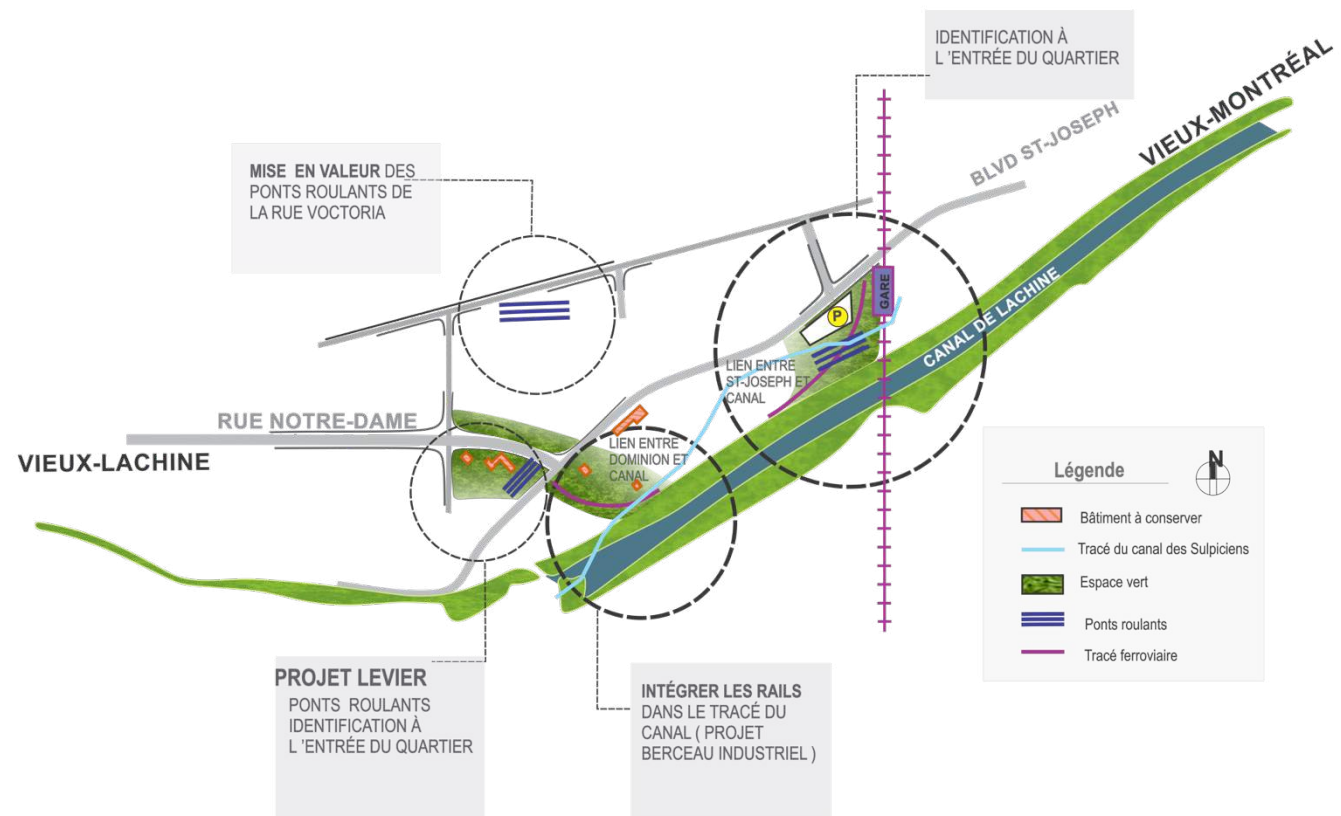 IDENTIFICATION À
L 'ENTRÉE DU QUARTIER
VIEUX-MONTRÉAL
BLVD ST-JOSEPH
MISE EN VALEUR DES
PONTS ROULANTS DE
LA RUE VOCTORIA
GARE
P
CANAL DE LACHINE
LIEN ENTRE
ST-JOSEPH ET
CANAL
RUE NOTRE-DAME
LIEN ENTRE
DOMINION ET
CANAL
VIEUX-LACHINE
Légende
N
Bâtiment à conserver
Tracé du canal des Sulpiciens
Espace vert
Ponts roulants
Tracé ferroviaire
PROJET LEVIER
PONTS ROULANTS
IDENTIFICATION À
L 'ENTRÉE DU QUARTIER
INTÉGRER LES RAILS
DANS LE TRACÉ DU
CANAL ( PROJET
BERCEAU INDUSTRIEL )